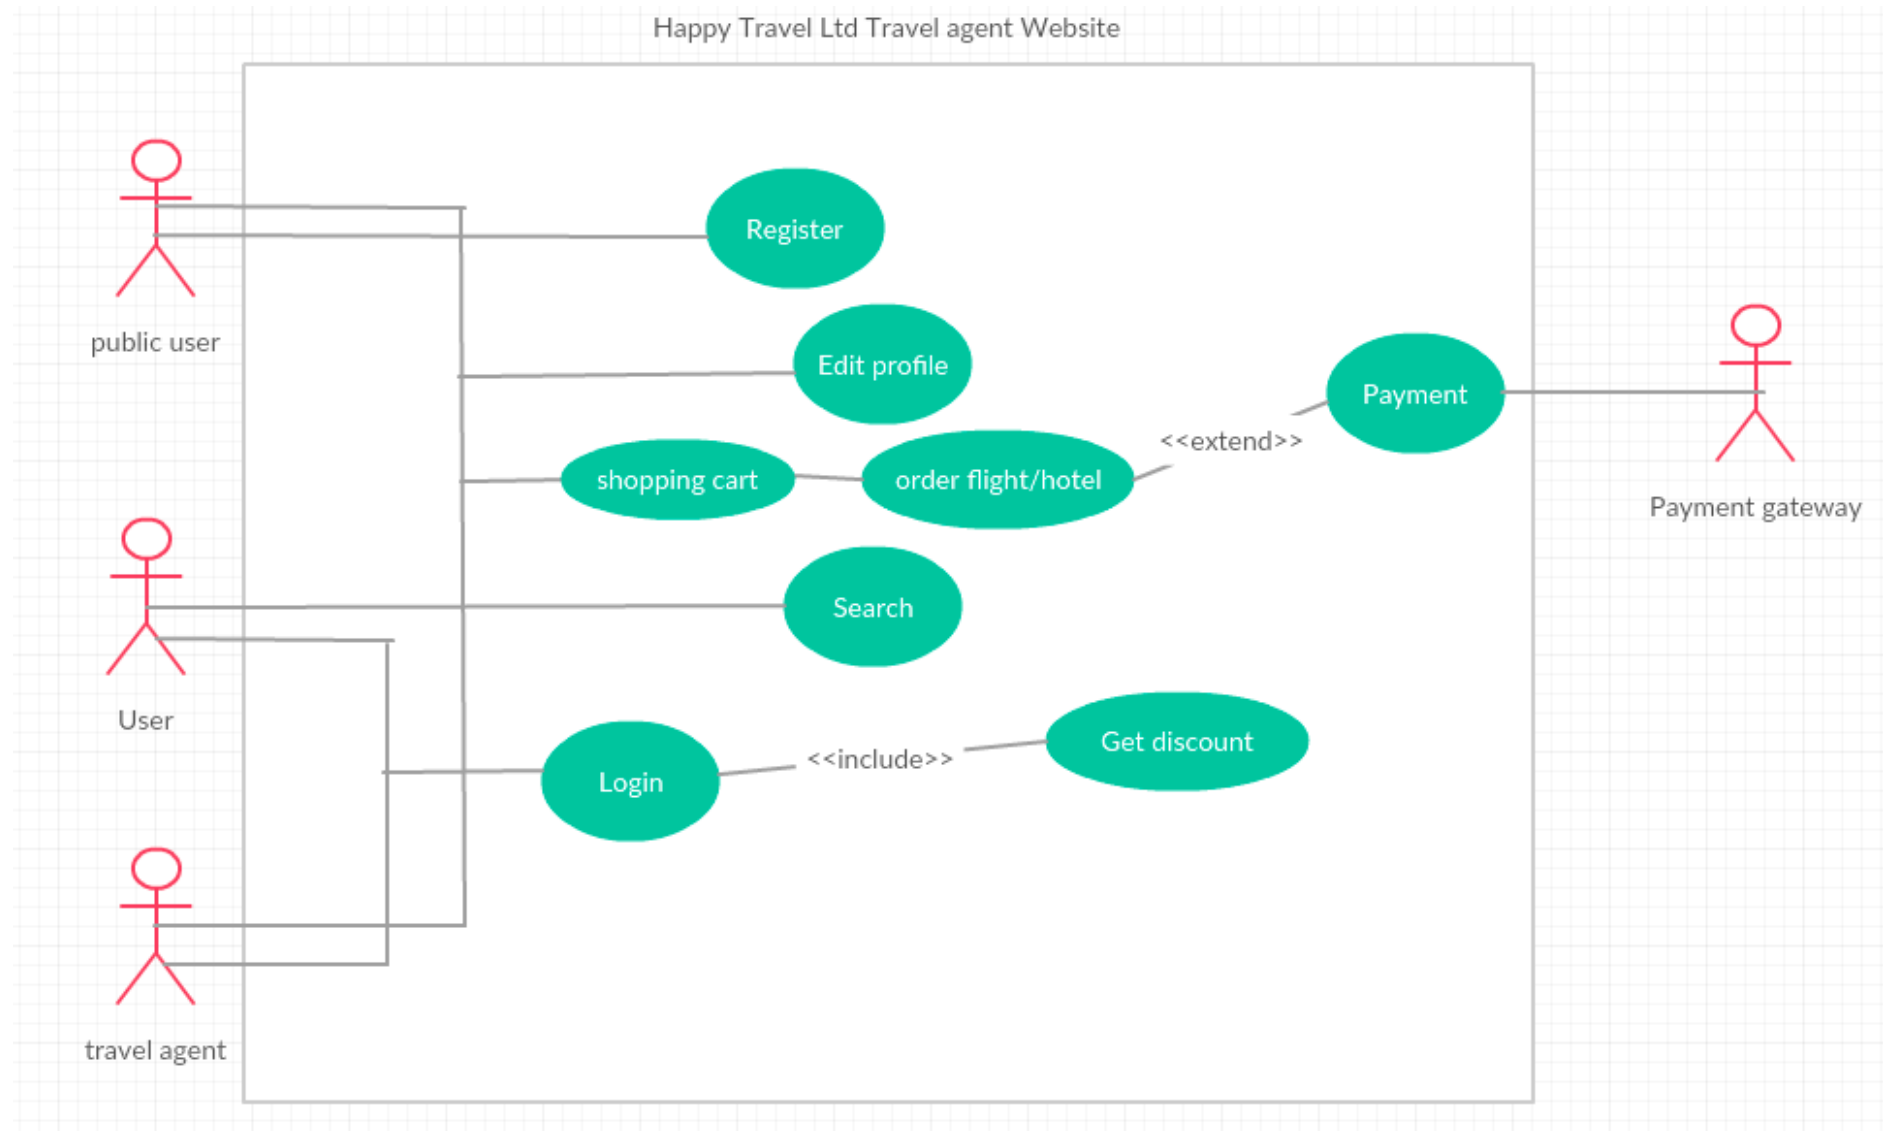 Happy Travel Ltd Travel agent Website
Register
public user
Edit profile
Payment
<<extend>>
shopping cart
order flight/hotel
Payment gateway
Search
User
Get discount
<<include>>
Login
travel agent